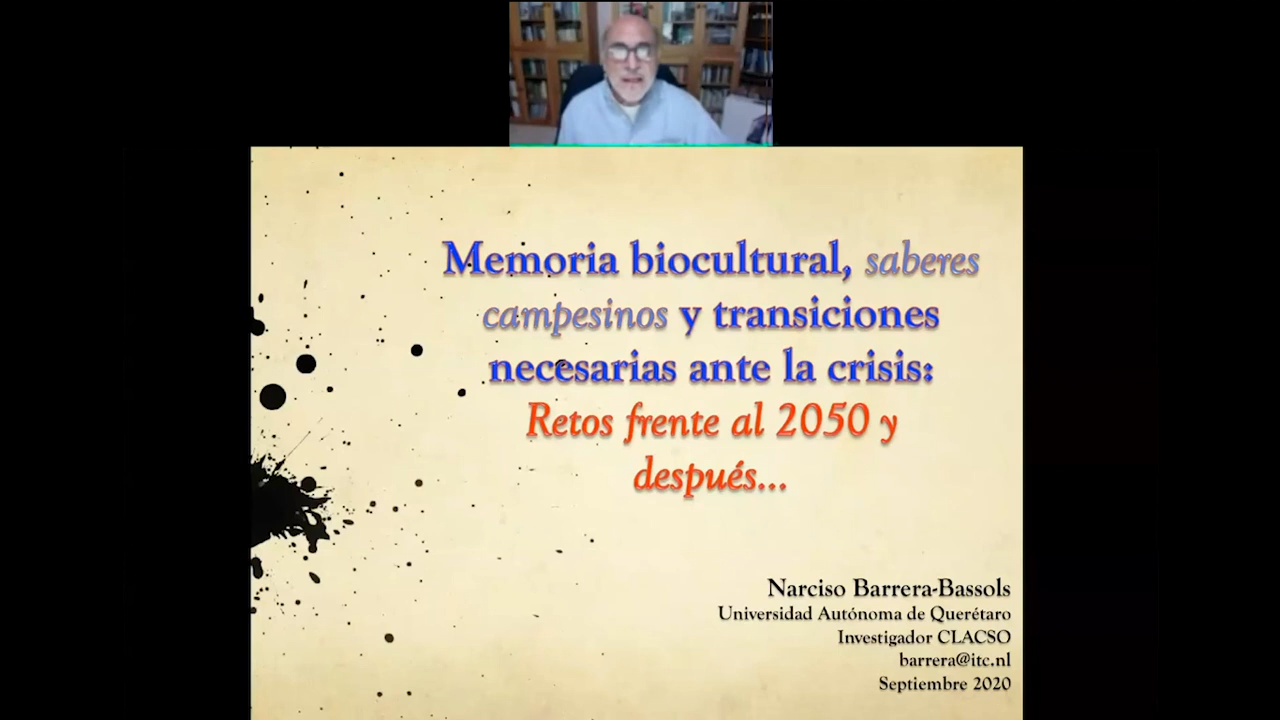 Memoria biocultural, saberes
campesinos y transiciones
necesarias ante la crisis:
Retos frente al 2050 y
después...
Narciso Barrera-Bassols
Universidad Autónoma de Querétaro
Investigador CLACSO
barrera@itc.nl
Septiembre 2020